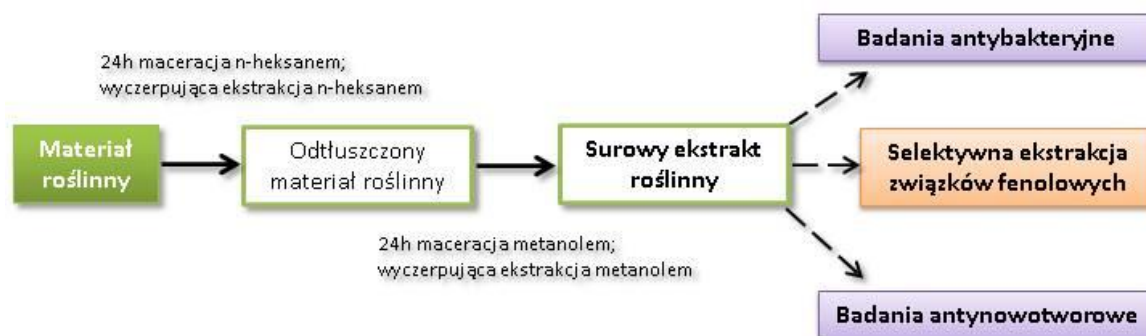 Badania antybakteryjne
24h maceracja n-heksanem;
wyczerpująca ekstrakcja n-heksanem
Materiał
roślinny
Odtłuszczony
materiał roślinny
Surowy ekstrakt
roślinny
Selektywna ekstrakcja
związków fenolowych
24h maceracja metanolem;
wyczerpująca ekstrakcja metanolem
Badania antynowotworowe